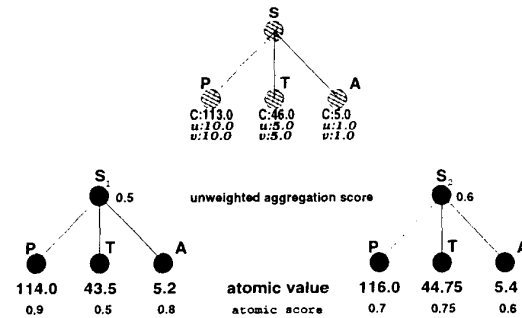 S
P T A
C:113.0 C:46.0 C:5.0
u:10.0 u:5.0 u:1.0
v:10.0 v:5.0 v:1.0
S1 0.5 unweighted aggregation score S2 0.6
P T A P T A
114.0 43.5 5.2 atomic value 116.0 44.75 5.4
0.9 0.5 0.8 atomic score 0.7 0.75 0.6